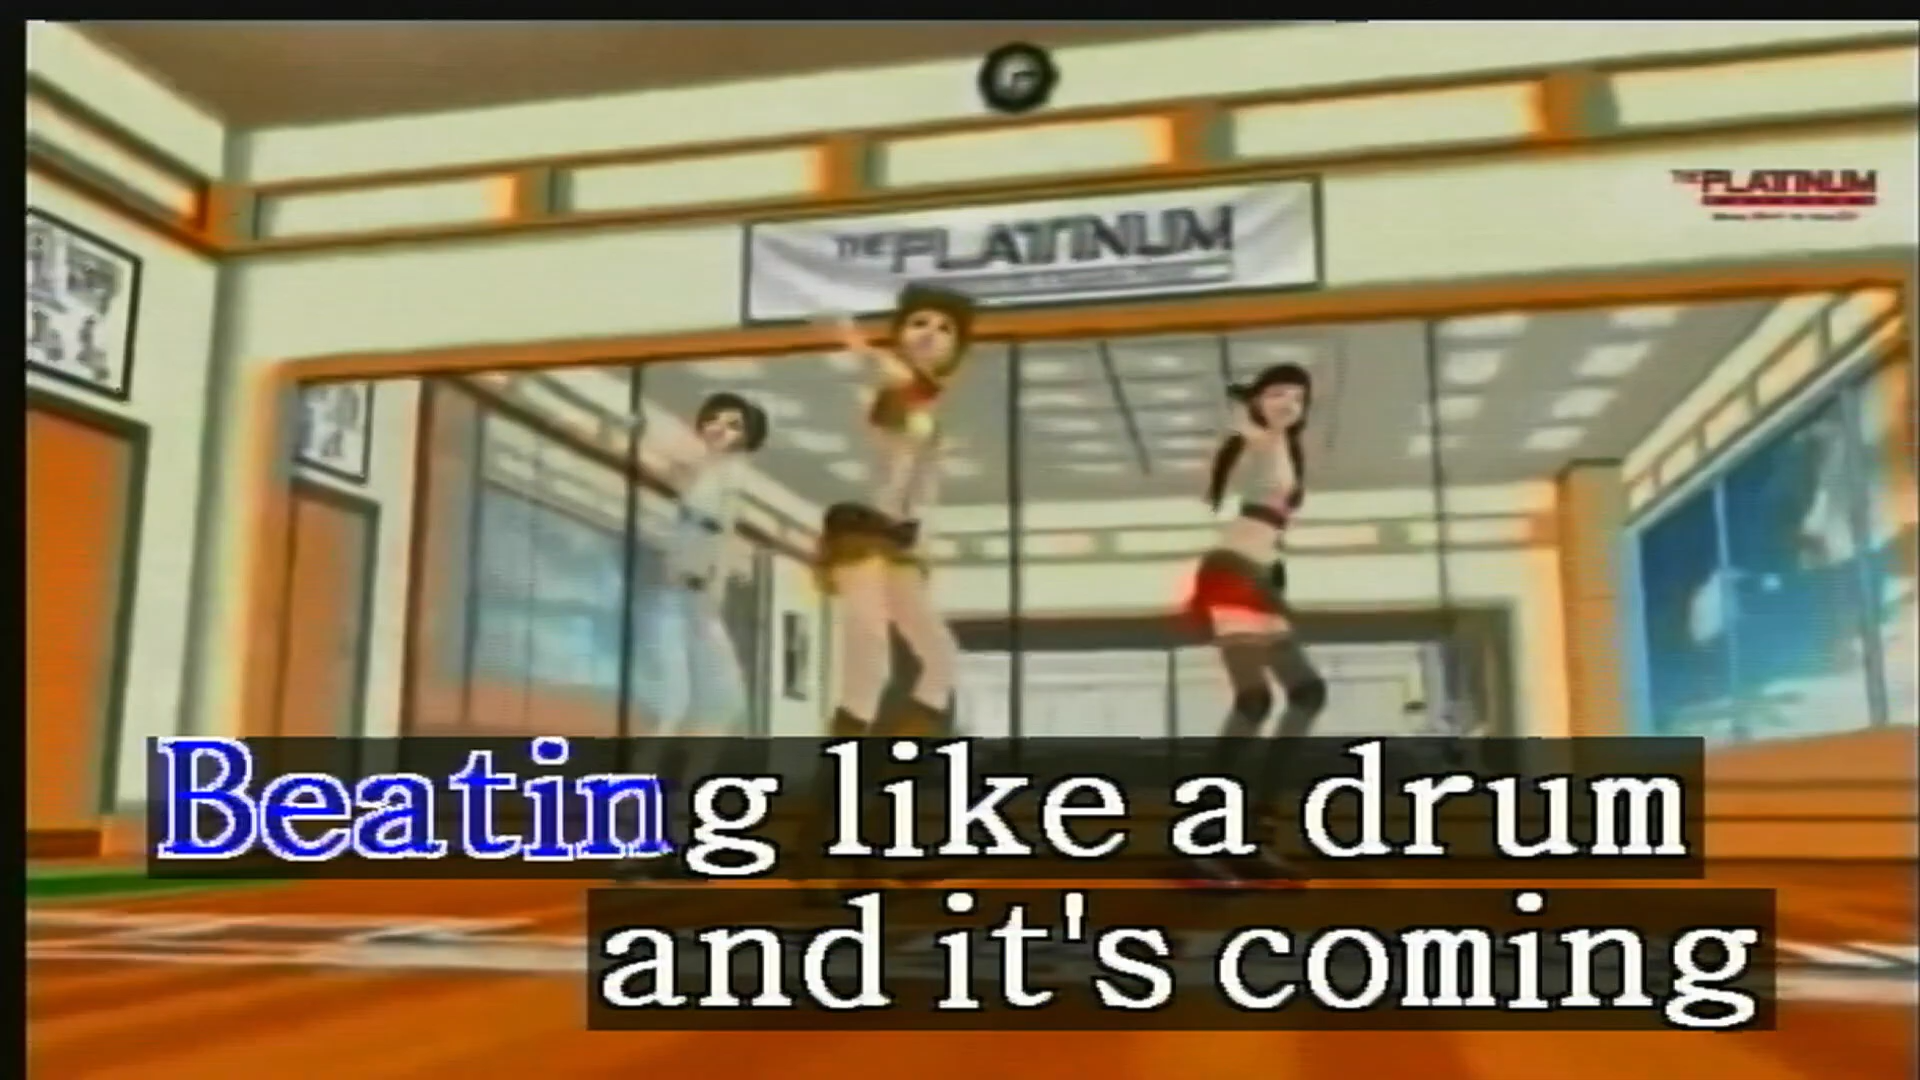 THE PLATINUM
THE PLATINUM
Beating like a drum
and it's coming